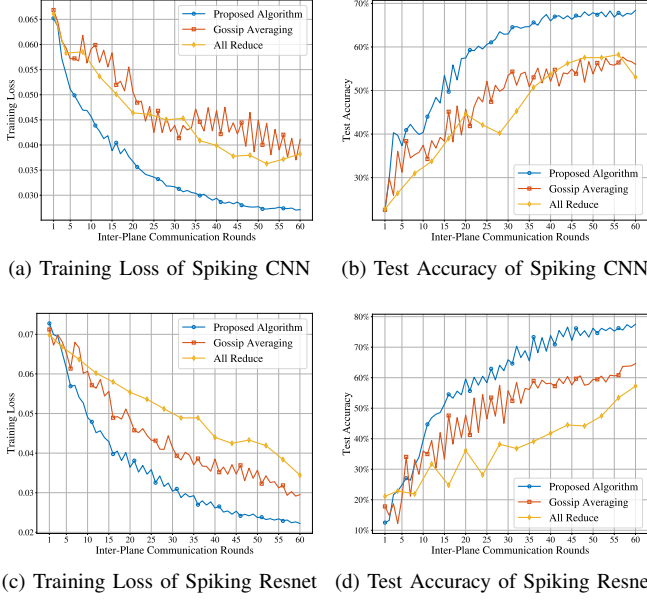 0.065
0.060
0.055
0.050
0.045
0.040
0.035
0.030
Training Loss
Proposed Algorithm
Gossip Averaging
All Reduce
1 5 10 15 20 25 30 35 40 45 50 55 60
Inter-Plane Communication Rounds
(a) Training Loss of Spiking CNN
70%
60%
50%
40%
30%
Test Accuracy
Proposed Algorithm
Gossip Averaging
All Reduce
1 5 10 15 20 25 30 35 40 45 50 55 60
Inter-Plane Communication Rounds
(b) Test Accuracy of Spiking CNN
0.07
0.06
0.05
0.04
0.03
0.02
Training Loss
Proposed Algorithm
Gossip Averaging
All Reduce
1 5 10 15 20 25 30 35 40 45 50 55 60
Inter-Plane Communication Rounds
(c) Training Loss of Spiking Resnet
80%
70%
60%
50%
40%
30%
20%
10%
Test Accuracy
Proposed Algorithm
Gossip Averaging
All Reduce
1 5 10 15 20 25 30 35 40 45 50 55 60
Inter-Plane Communication Rounds
(d) Test Accuracy of Spiking Resne